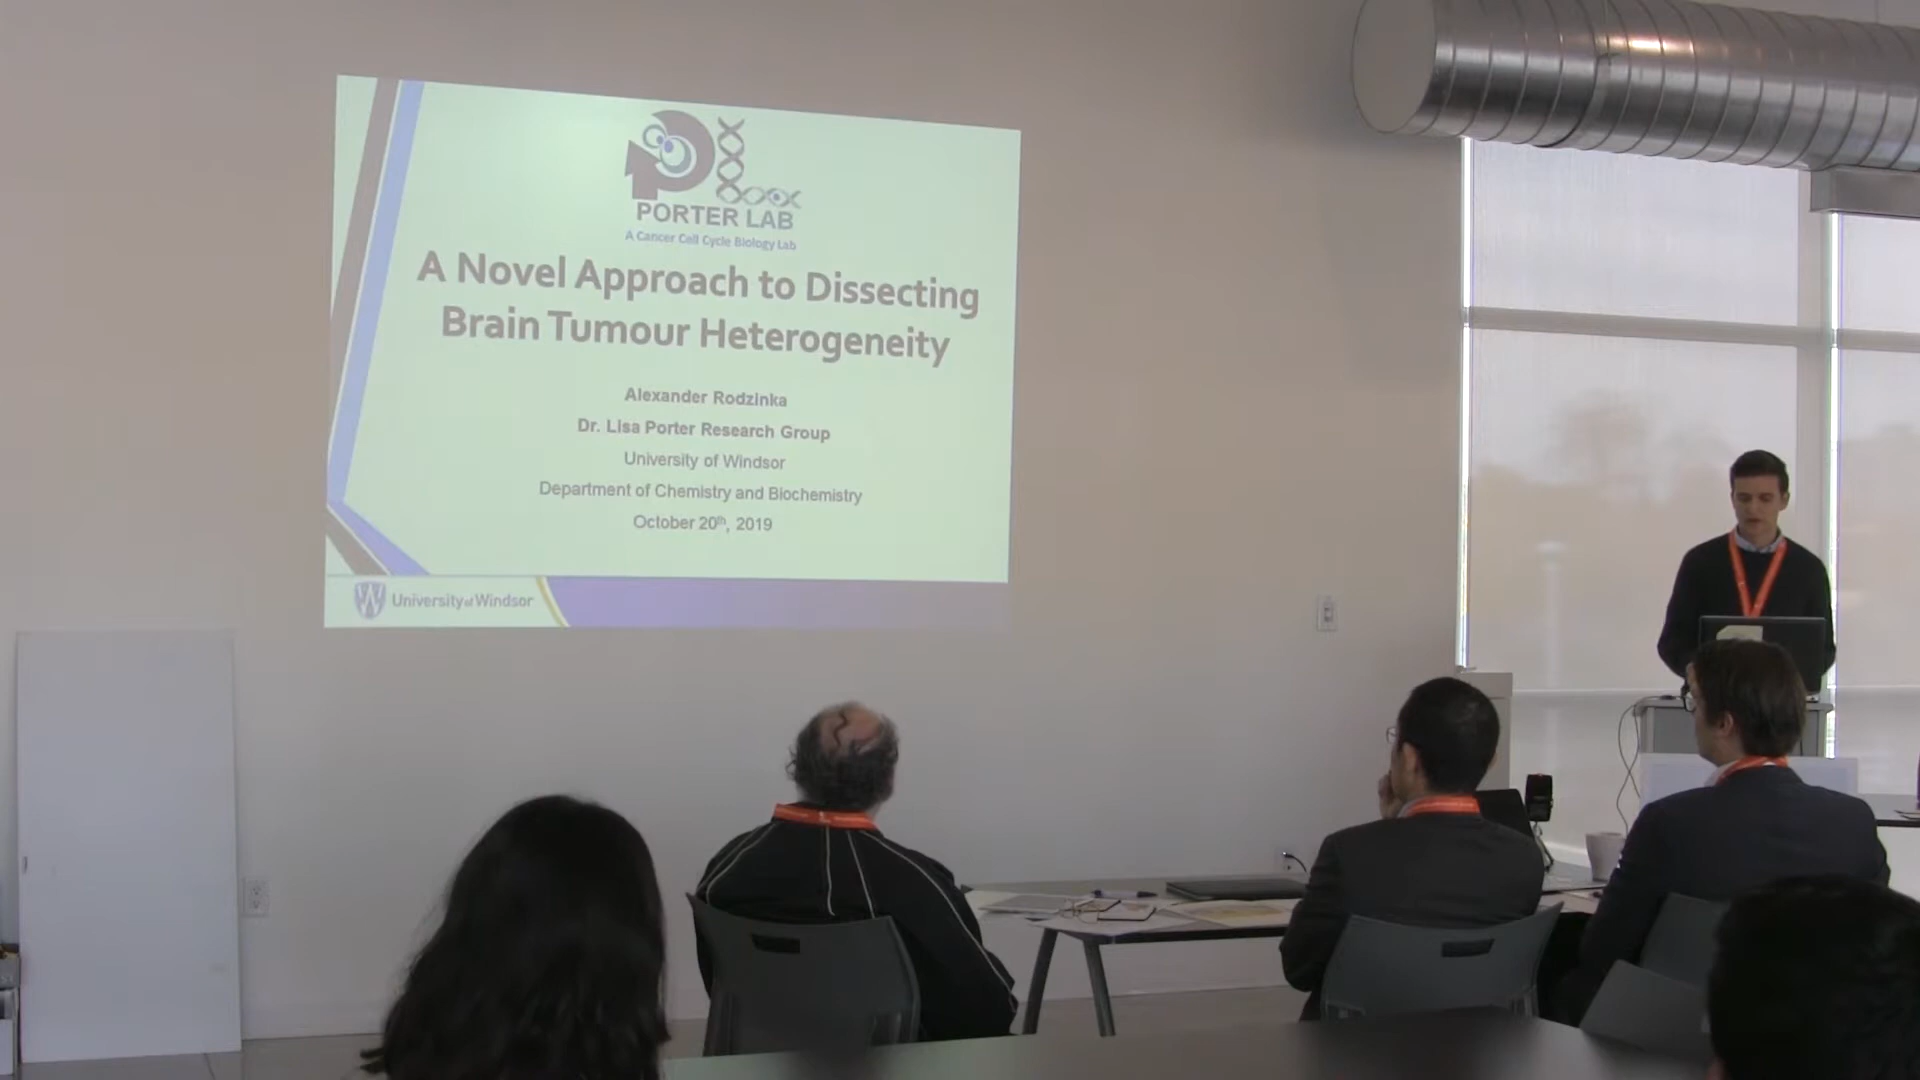 PORTER LAB
A Cancer Cell Cycle Biology Lab
A Novel Approach to Dissecting
Brain Tumour Heterogeneity
Alexander Rodzinka
Dr. Lisa Porter Research Group
University of Windsor
Department of Chemistry and Biochemistry
October 20th, 2019
University of Windsor